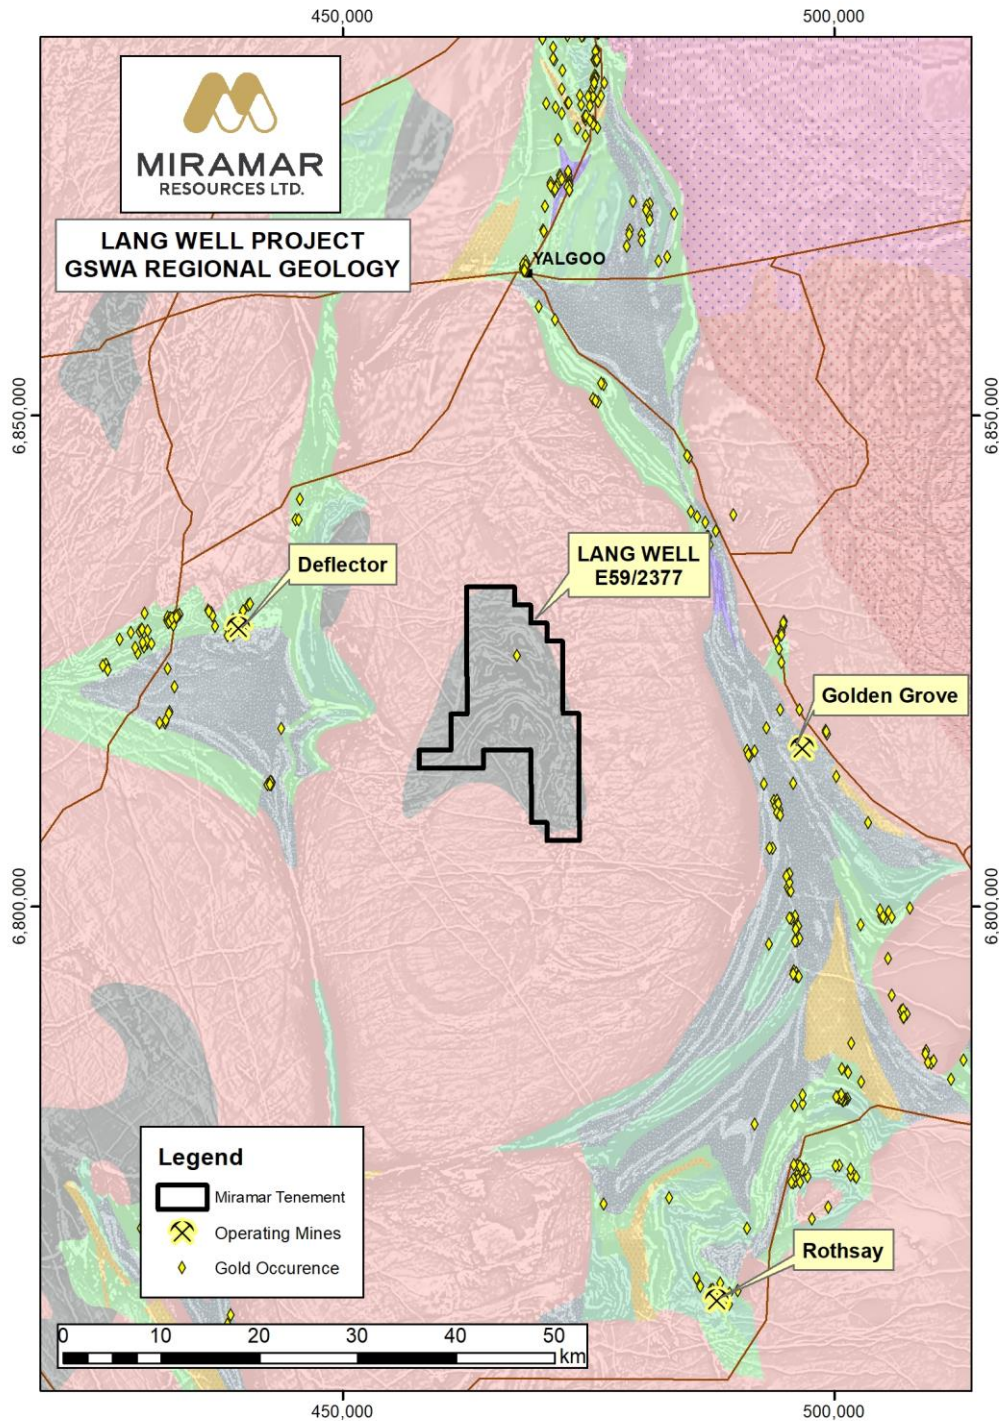 450,000
500,000
MIRAMAR
RESOURCES LTD.
LANG WELL PROJECT
GSWA REGIONAL GEOLOGY
YALGOO
6,850,000
6,850,000
Deflector
LANG WELL
E59/2377
Golden Grove
6,800,000
6,800,000
Legend
Miramar Tenement
Operating Mines
Gold Occurence
Rothsay
0 10 20 30 40 50
km
450,000
500,000